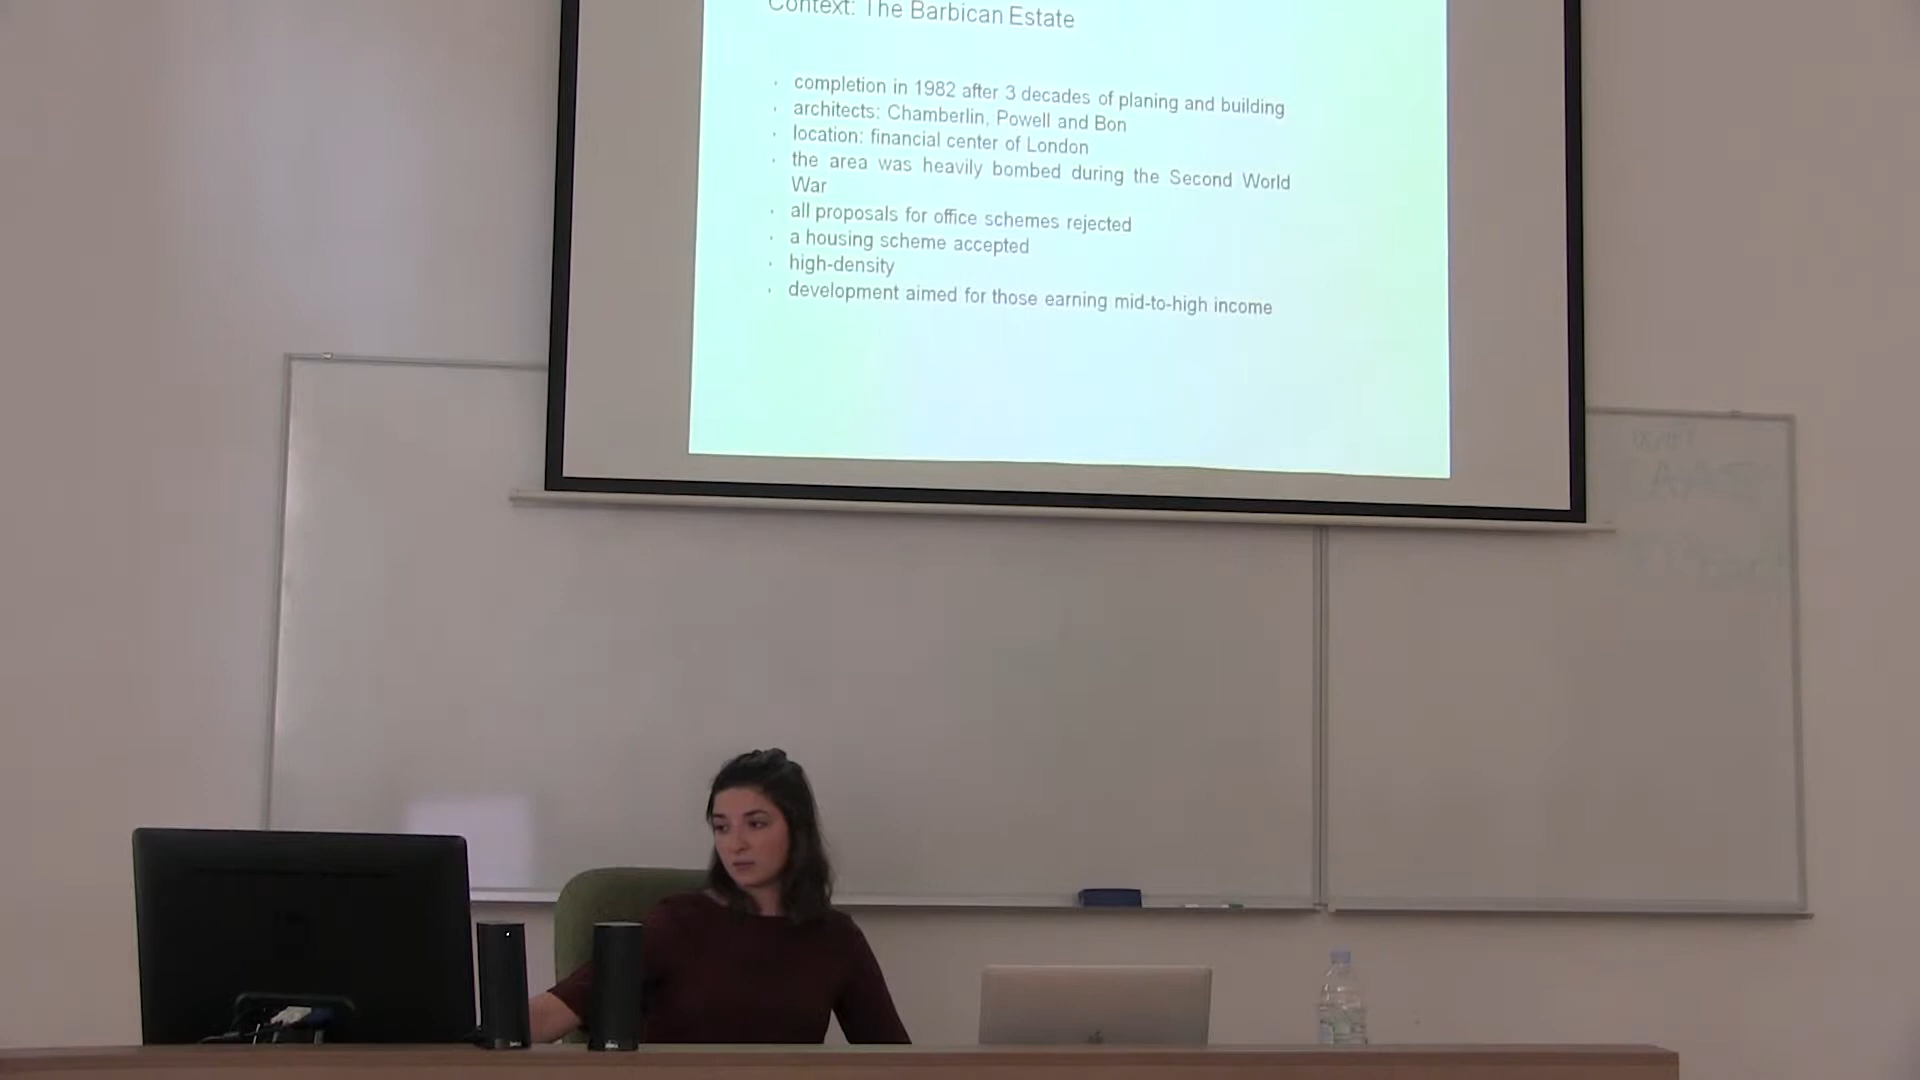 Context: The Barbican Estate
· completion in 1982 after 3 decades of planing and building
· architects: Chamberlin, Powell and Bon
· location: financial center of London
· the area was heavily bombed during the Second World
War
· all proposals for office schemes rejected
· a housing scheme accepted
· high-density
· development aimed for those earning mid-to-high income